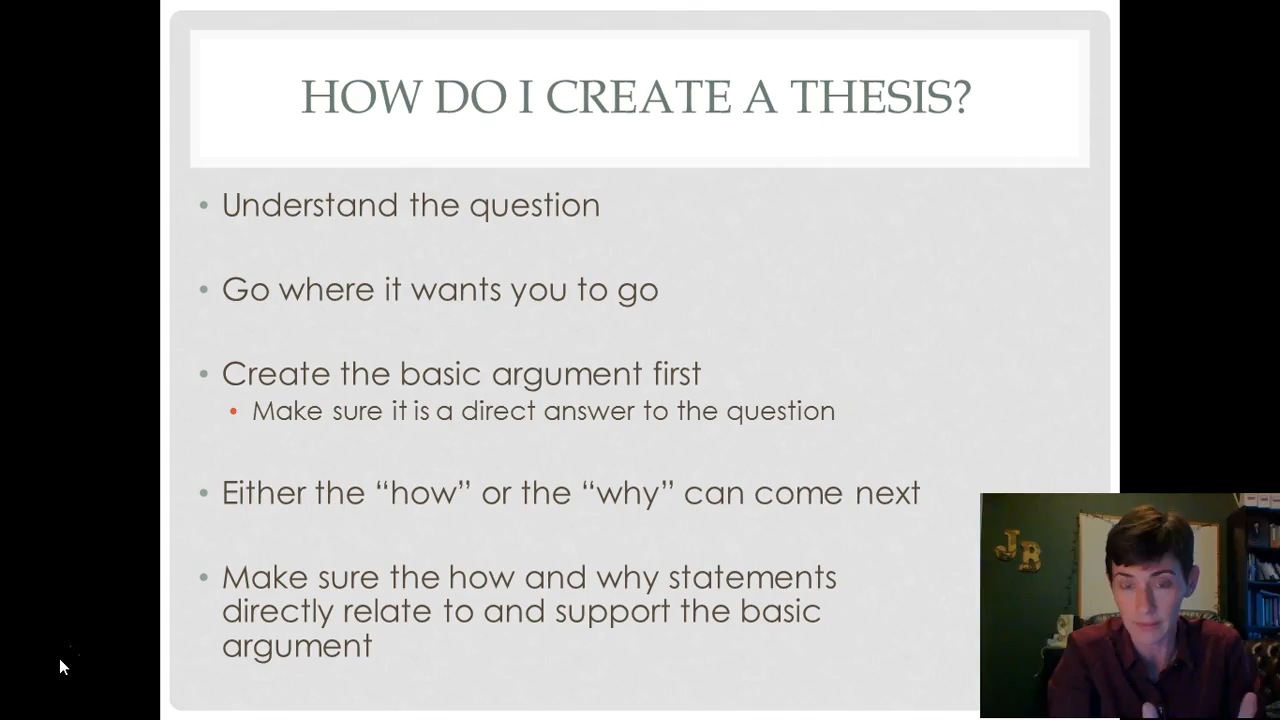 HOW DO I CREATE A THESIS?
• Understand the question
• Go where it wants you to go
• Create the basic argument first
• Make sure it is a direct answer to the question
• Either the “how” or the “why” can come next
• Make sure the how and why statements
directly relate to and support the basic
argument
JB